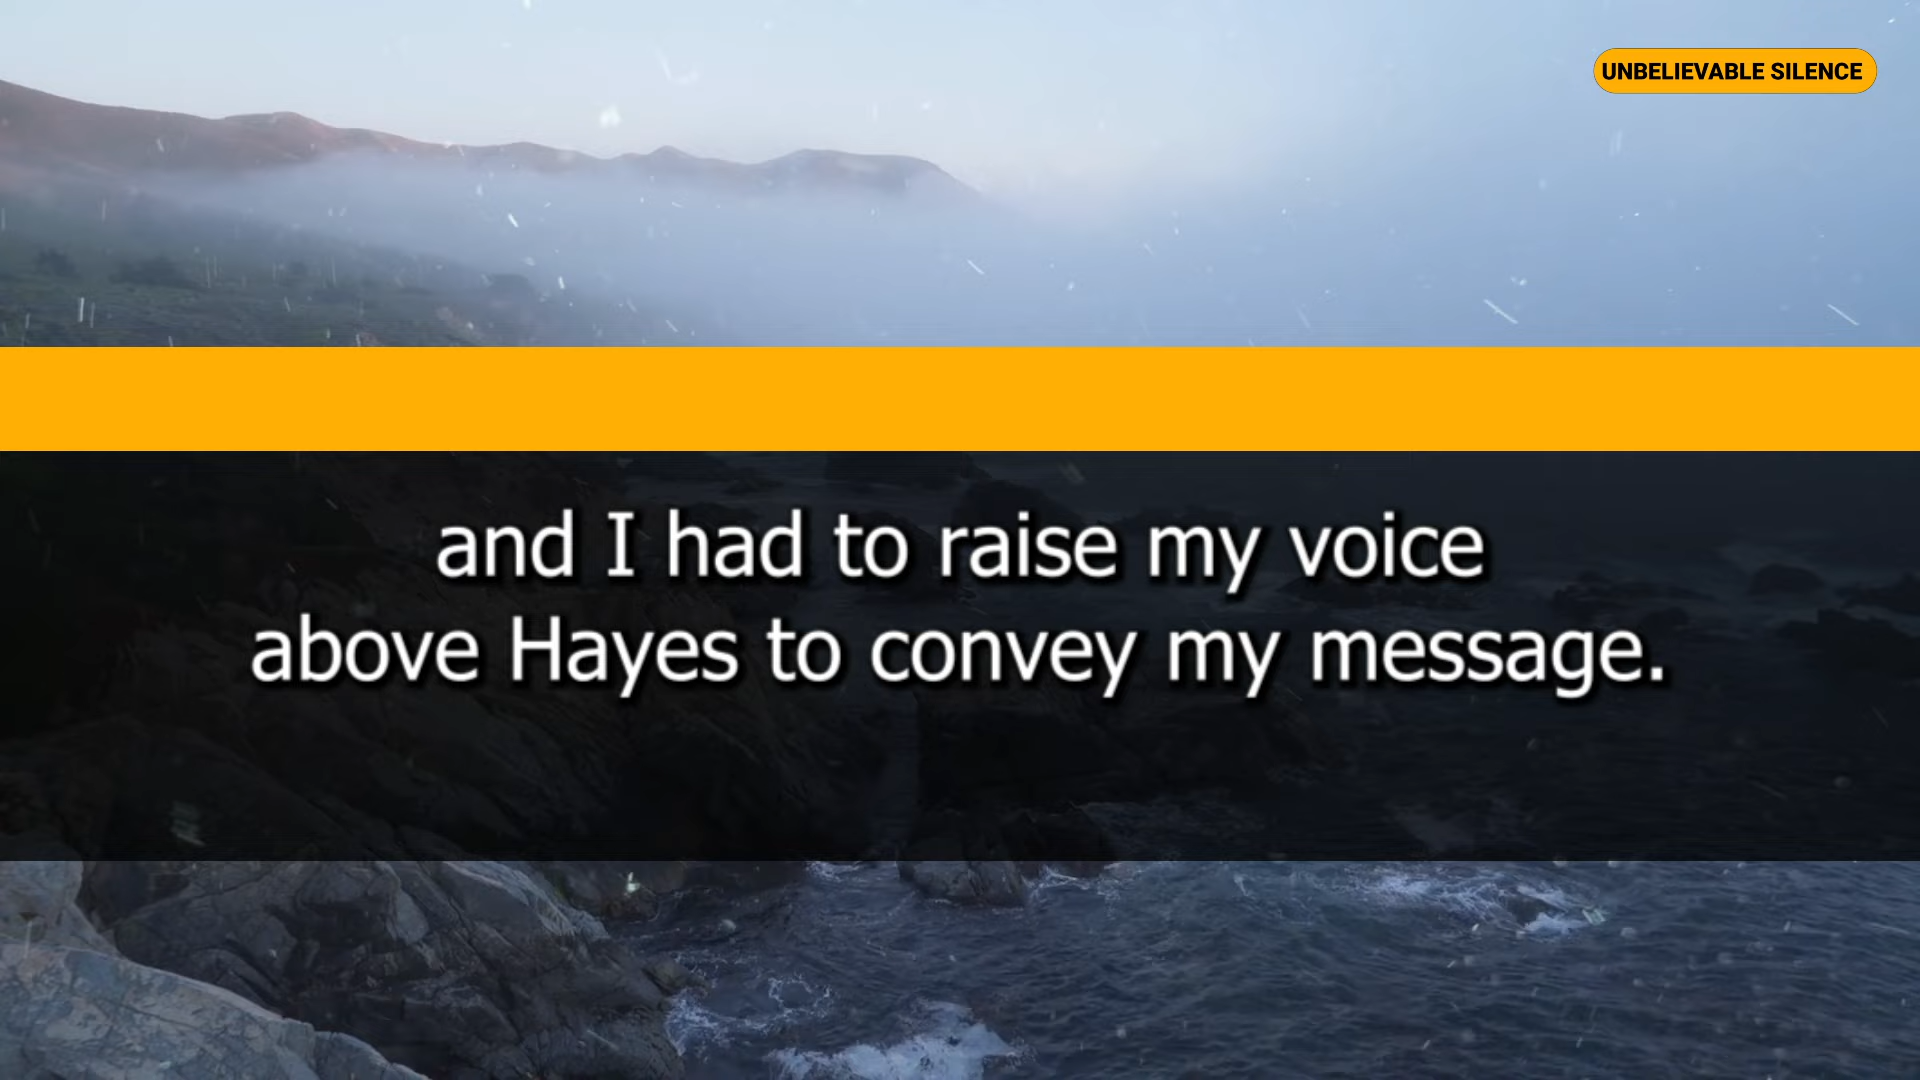 UNBELIEVABLE SILENCE
and I had to raise my voice
above Hayes to convey my message.